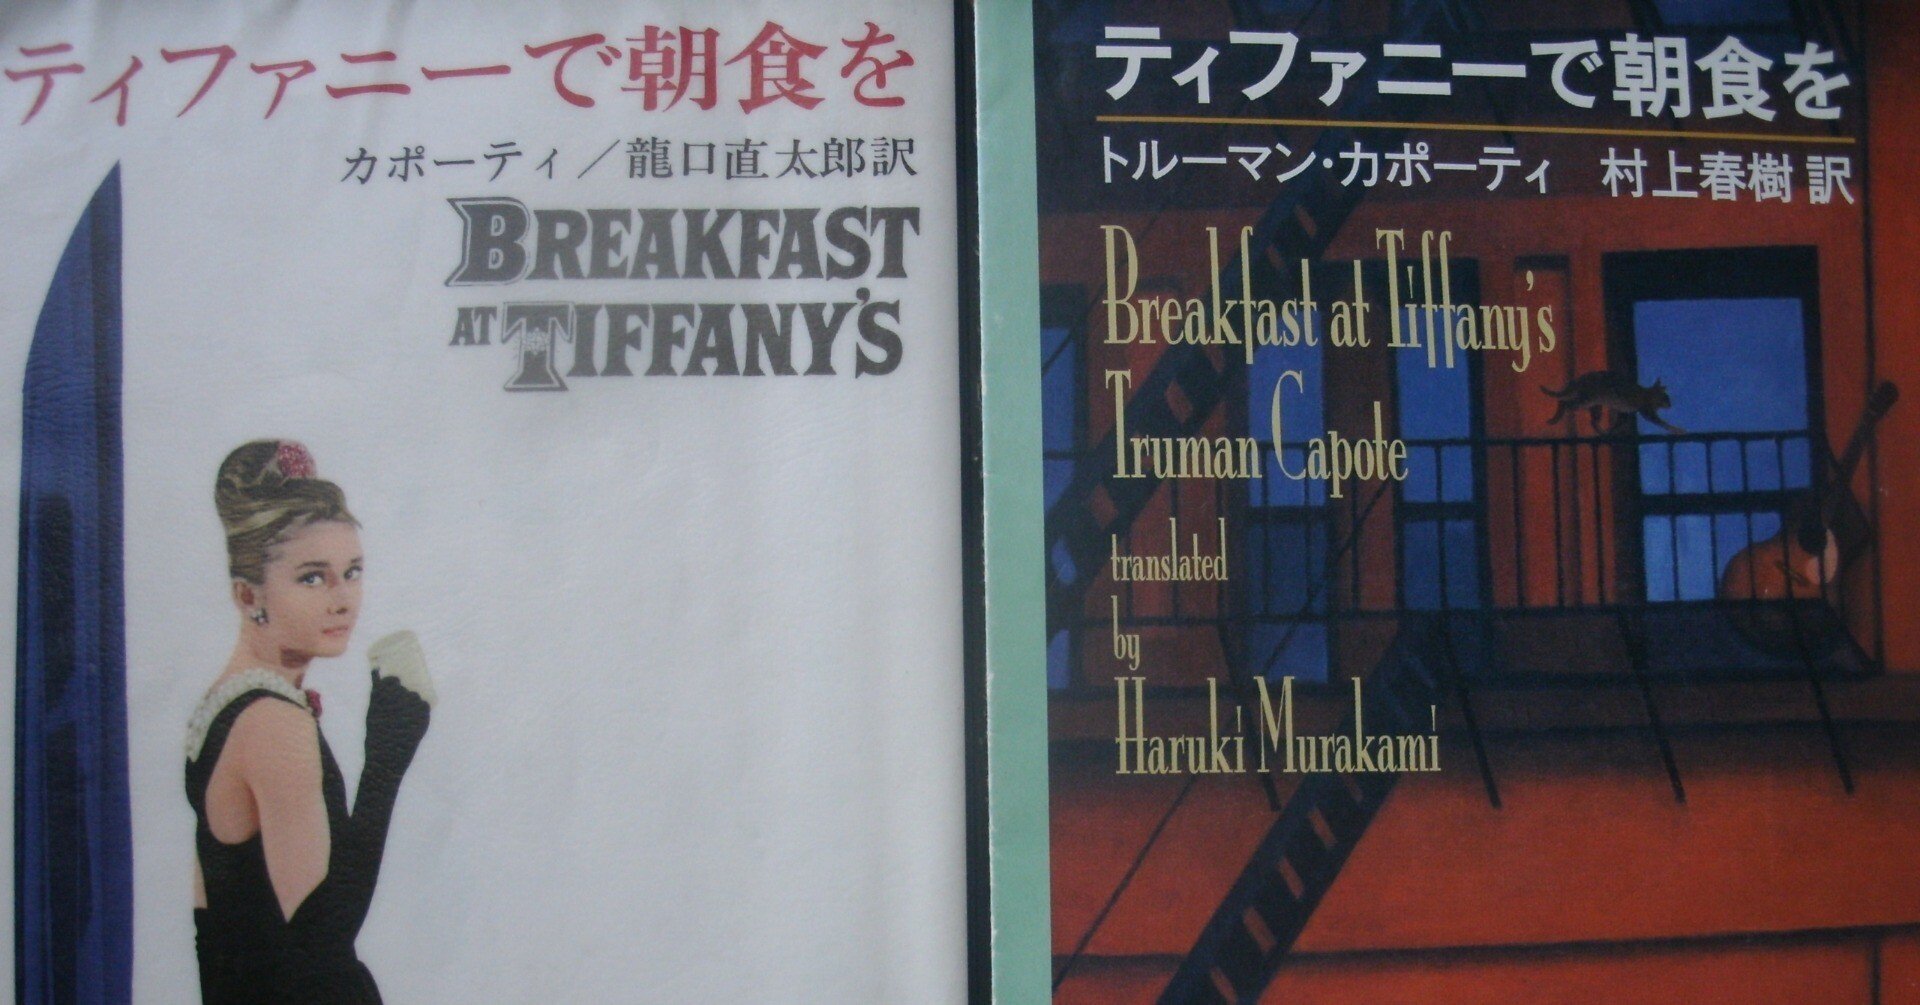 ティファニーで朝食を
カポーティ／龍口直太郎訳
BREAKFAST
AT TIFFANY'S
ティファニーで朝食を
トルーマン・カポーティ 村上春樹 訳
Breakfast at Tiffany's
Truman Capote
translated
by
Haruki Murakami